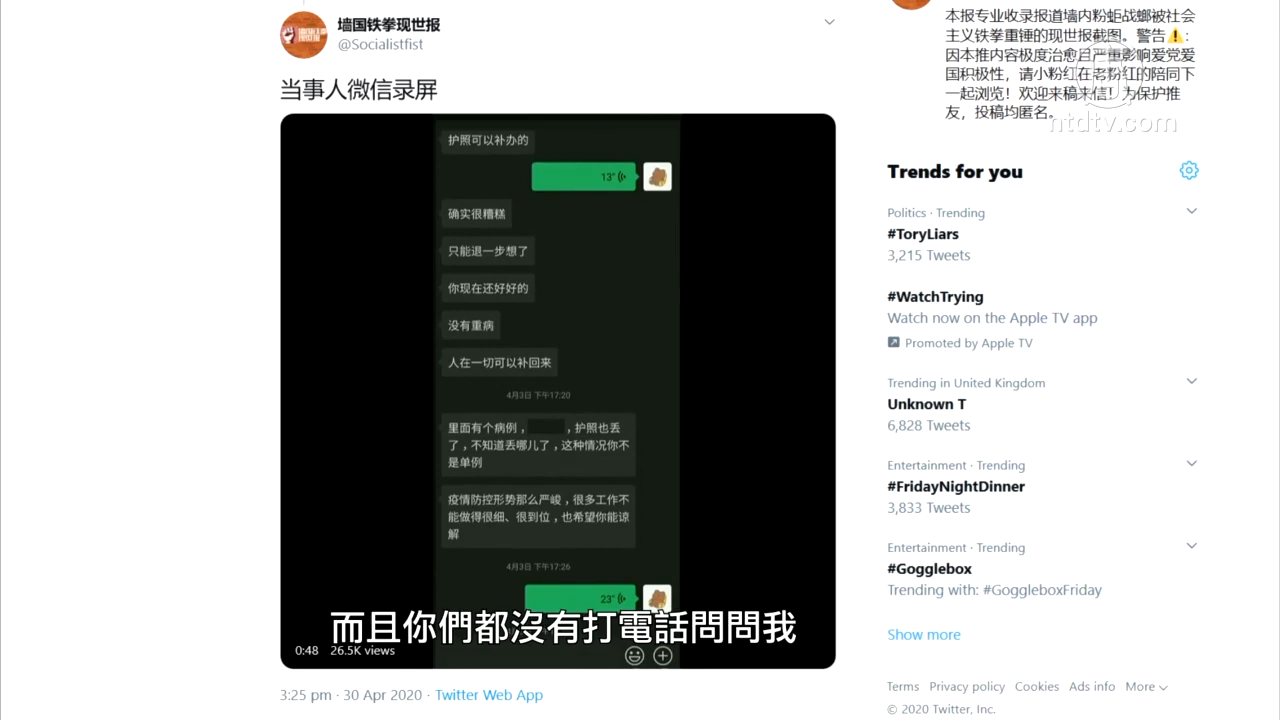 墙国铁拳现世报
@Socialistfist
当事人微信录屏
护照可以补办的
13"
确实很糟糕
只能退一步想了
你现在还好好的
没有重病
人在一切可以补回来
4月3日 下午17:20
里面有个病例，，护照也丢
了，不知道丢哪儿了，这种情况你不
是单例
疫情防控形势那么严峻，很多工作不
能做得很细、很到位，也希望你能谅
解
4月3日 下午17:26
23"
而且你們都沒有打電話問問我
0:48 26.5K views
3:25 pm · 30 Apr 2020 · Twitter Web App
本报专业收录报道墙内粉蛆战螂被社会
主义铁拳重锤的现世报截图。警告⚠️：
因本推内容极度治愈且严重影响爱党爱
国积极性，请小粉红在老粉红的陪同下
一起浏览！欢迎来稿来信！为保护推
友，投稿均匿名。
ntdtv.com
Trends for you
Politics · Trending
#ToryLiars
3,215 Tweets
#WatchTrying
Watch now on the Apple TV app
Promoted by Apple TV
Trending in United Kingdom
Unknown T
6,828 Tweets
Entertainment · Trending
#FridayNightDinner
3,833 Tweets
Entertainment · Trending
#Gogglebox
Trending with: #GoggleboxFriday
Show more
Terms Privacy policy Cookies Ads info More
© 2020 Twitter, Inc.